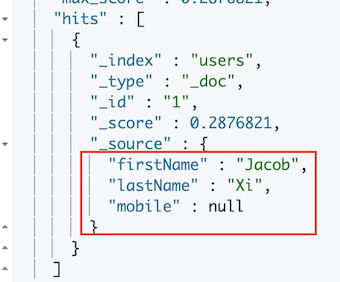 "max_score" : 0.2876821,
"hits" : [
{
"_index" : "users",
"_type" : "_doc",
"_id" : "1",
"_score" : 0.2876821,
"_source" : {
"firstName" : "Jacob",
"lastName" : "Xi",
"mobile" : null
}
}
]